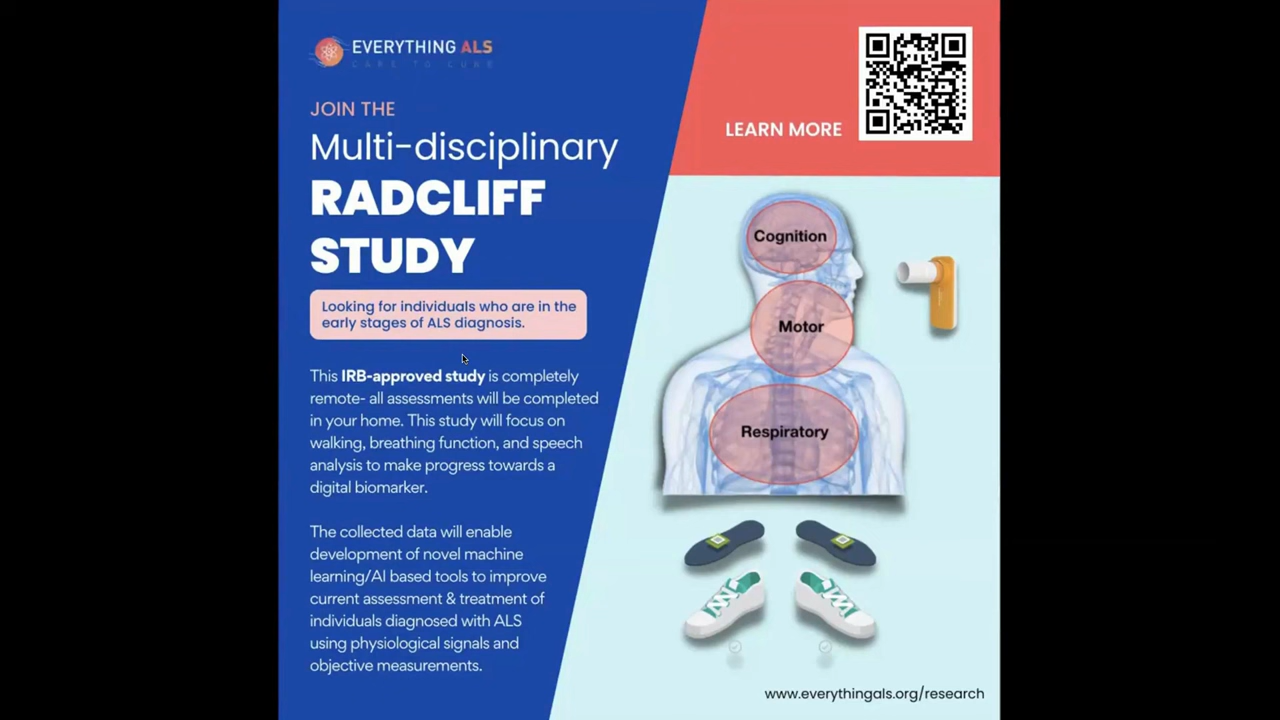 EVERYTHING ALS
CARE TO CURE
JOIN THE
Multi-disciplinary
RADCLIFF
STUDY
Looking for individuals who are in the
early stages of ALS diagnosis.
This IRB-approved study is completely
remote- all assessments will be completed
in your home. This study will focus on
walking, breathing function, and speech
analysis to make progress towards a
digital biomarker.
The collected data will enable
development of novel machine
learning/AI based tools to improve
current assessment & treatment of
individuals diagnosed with ALS
using physiological signals and
objective measurements.
LEARN MORE
Cognition
Motor
Respiratory
www.everythingals.org/research